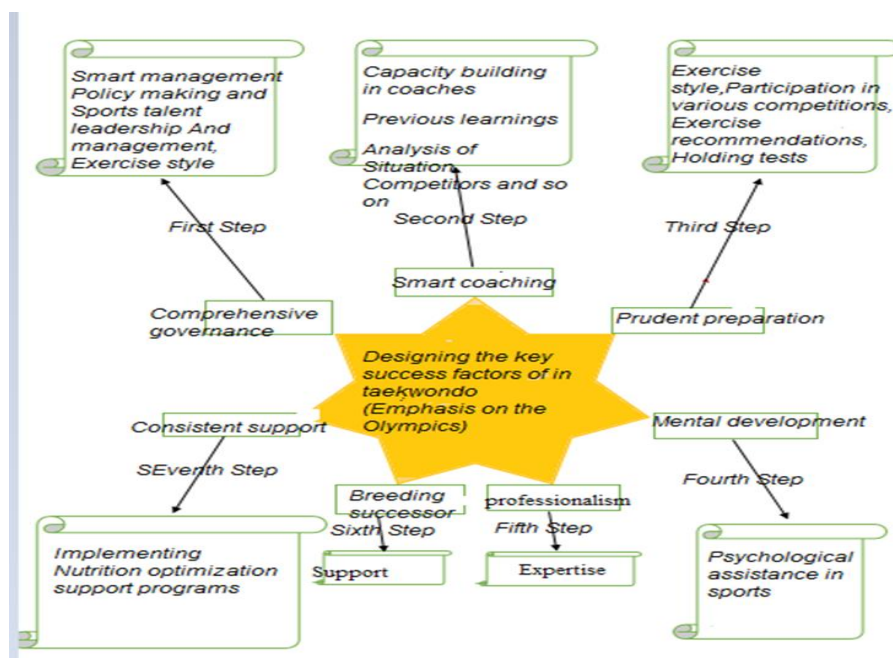 Smart management
Policy making and
Sports talent
leadership And
management,
Exercise style
Capacity building
in coaches
Previous learnings
Analysis of
Situation
Competitors and so
on
Exercise
style,Participation in
various competitions,
Exercise
recommendations,
Holding tests
First Step
Second Step
Third Step
Comprehensive
governance
Smart coaching
Prudent preparation
Designing the key
success factors of in
taekwondo
(Emphasis on the
Olympics)
Consistent support
Mental development
SEventh Step
Breeding
successor
Sixth Step
professionalism
Fifth Step
Fourth Step
Implementing
Nutrition optimization
support programs
Support
Expertise
Psychological
assistance in
sports